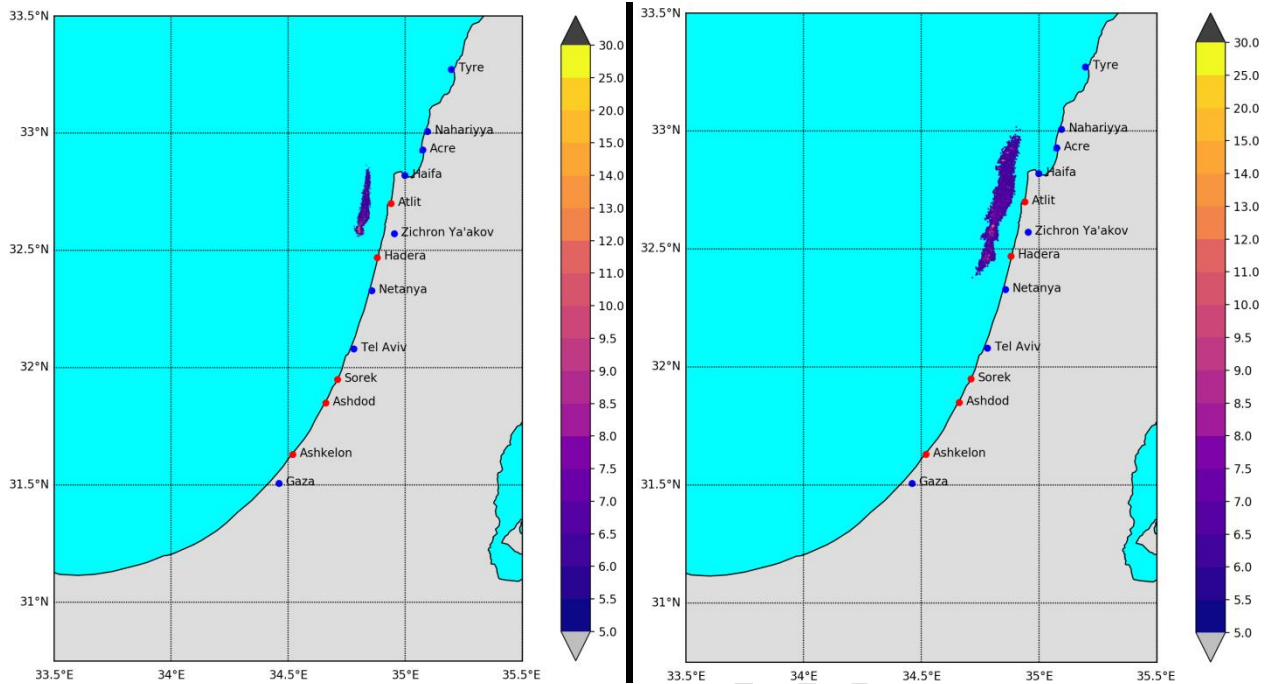 33.5°N
33°N
32.5°N
32°N
31.5°N
31°N
33.5°E
34°E
34.5°E
35°E
35.5°E
Tyre
Nahariyya
Acre
Haifa
Atlit
Zichron Ya'akov
Hadera
Netanya
Tel Aviv
Sorek
Ashdod
Ashkelon
Gaza
30.0
25.0
20.0
15.0
14.0
13.0
12.0
11.0
10.0
9.5
9.0
8.5
8.0
7.5
7.0
6.5
6.0
5.5
5.0
33.5°N
33°N
32.5°N
32°N
31.5°N
31°N
33.5°E
34°E
34.5°E
35°E
35.5°E
Tyre
Nahariyya
Acre
Haifa
Atlit
Zichron Ya'akov
Hadera
Netanya
Tel Aviv
Sorek
Ashdod
Ashkelon
Gaza
30.0
25.0
20.0
15.0
14.0
13.0
12.0
11.0
10.0
9.5
9.0
8.5
8.0
7.5
7.0
6.5
6.0
5.5
5.0